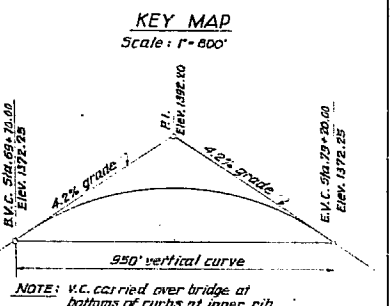 KEY MAP
Scale: 1"=800'
B.V.C. Sta. 69+70.00
Elev. 1372.25
P.I.
Elev. 1392.20
E.V.C. Sta. 79+20.00
Elev. 1372.25
4.2% grade
4.2% grade
950' vertical curve
NOTE: V.C. carried over bridge at
bottoms of curbs at inner rib